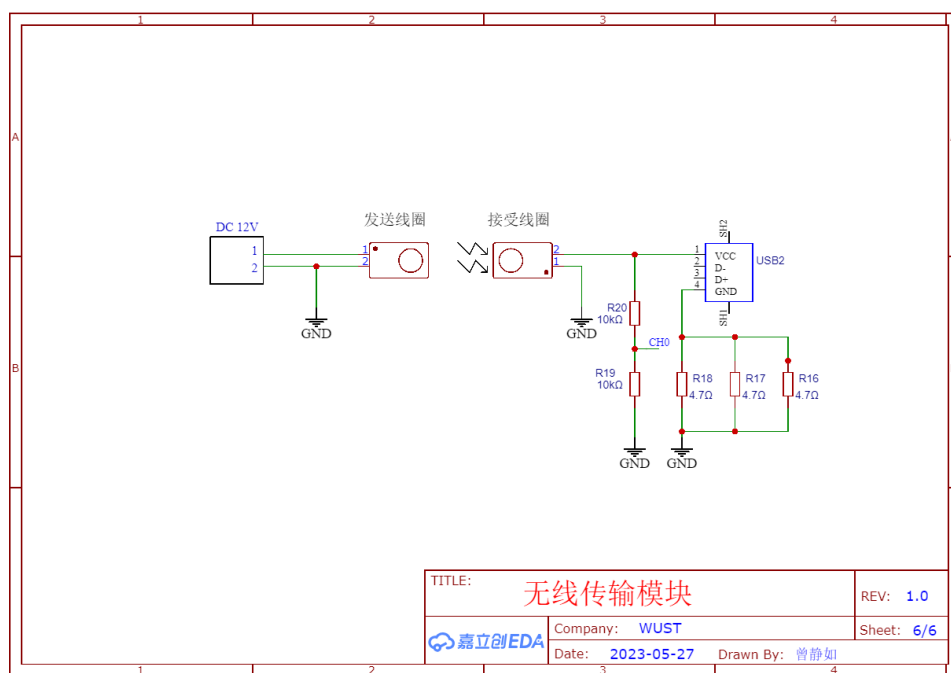 1 2 3 4
A
B
发送线圈 接受线圈
DC 12V
1
2
1
2
GND
2
1
GND
SH2
1
2
3
4
VCC
D-
D+
GND
USB2
SH1
R20
10kΩ
CH0
R19
10kΩ
R18
4.7Ω
R17
4.7Ω
R16
4.7Ω
GND
GND
TITLE:
无线传输模块
REV: 1.0
嘉立创EDA
Company: WUST
Sheet: 6/6
Date: 2023-05-27 Drawn By: 曾静如
1 2 3 4